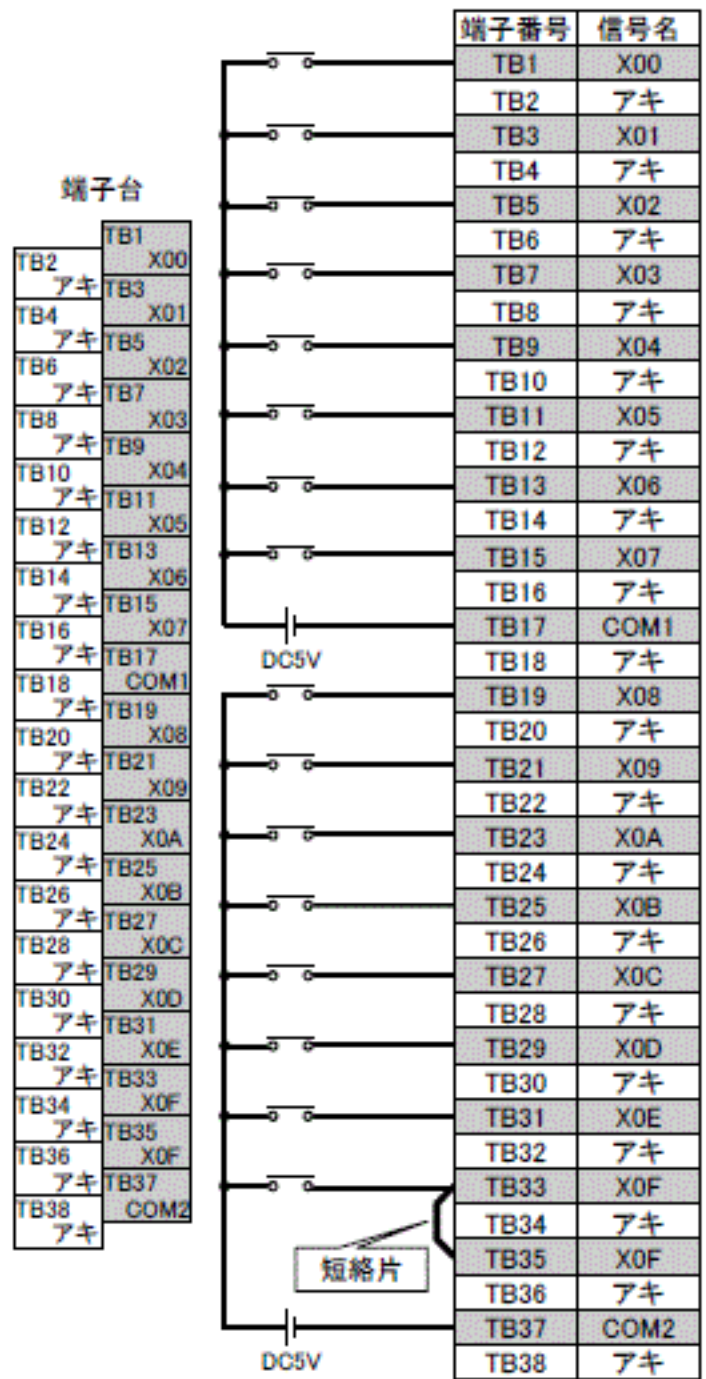 端子台
TB1
X00
TB2
アキ
TB3
X01
TB4
アキ
TB5
X02
TB6
アキ
TB7
X03
TB8
アキ
TB9
X04
TB10
アキ
TB11
X05
TB12
アキ
TB13
X06
TB14
アキ
TB15
X07
TB16
アキ
TB17
COM1
TB18
アキ
TB19
X08
TB20
アキ
TB21
X09
TB22
アキ
TB23
X0A
TB24
アキ
TB25
X0B
TB26
アキ
TB27
X0C
TB28
アキ
TB29
X0D
TB30
アキ
TB31
X0E
TB32
アキ
TB33
X0F
TB34
アキ
TB35
X0F
TB36
アキ
TB37
COM2
TB38
アキ
DC5V
短絡片
DC5V
端子番号 信号名
TB1 X00
TB2 アキ
TB3 X01
TB4 アキ
TB5 X02
TB6 アキ
TB7 X03
TB8 アキ
TB9 X04
TB10 アキ
TB11 X05
TB12 アキ
TB13 X06
TB14 アキ
TB15 X07
TB16 アキ
TB17 COM1
TB18 アキ
TB19 X08
TB20 アキ
TB21 X09
TB22 アキ
TB23 X0A
TB24 アキ
TB25 X0B
TB26 アキ
TB27 X0C
TB28 アキ
TB29 X0D
TB30 アキ
TB31 X0E
TB32 アキ
TB33 X0F
TB34 アキ
TB35 X0F
TB36 アキ
TB37 COM2
TB38 アキ